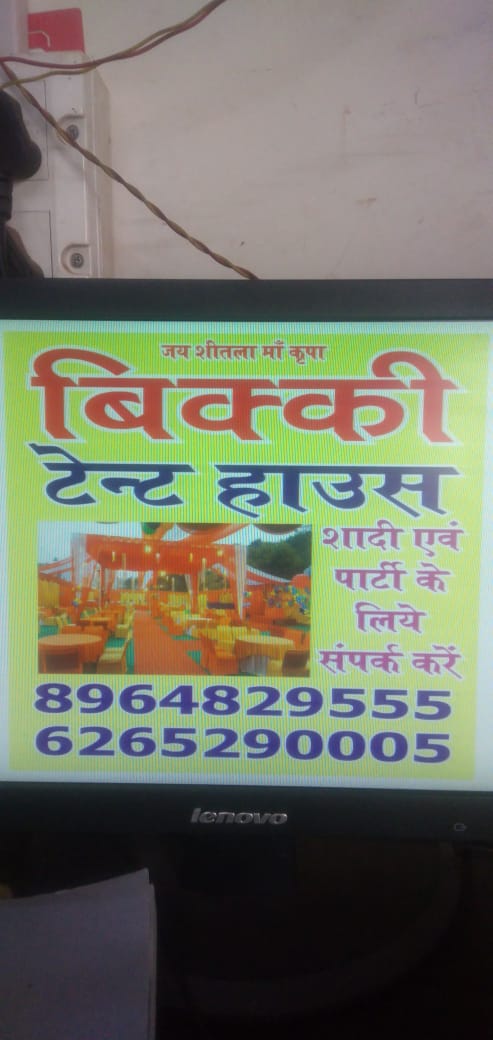 जय शीतला माँ कृपा
बिक्की
टेन्ट हाउस
शादी एवं
पार्टी के
लिये
संपर्क करें
8964829555
6265290005
lenovo